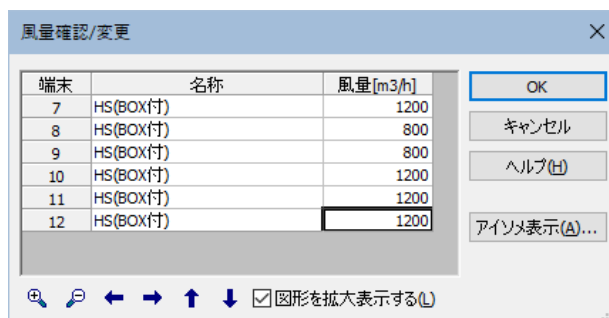 風量確認/変更
端末 名称 風量[m3/h]
7 HS(BOX付) 1200
8 HS(BOX付) 800
9 HS(BOX付) 800
10 HS(BOX付) 1200
11 HS(BOX付) 1200
12 HS(BOX付) 1200
OK
キャンセル
ヘルプ(H)
アイソメ表示(A)...
図形を拡大表示する(L)